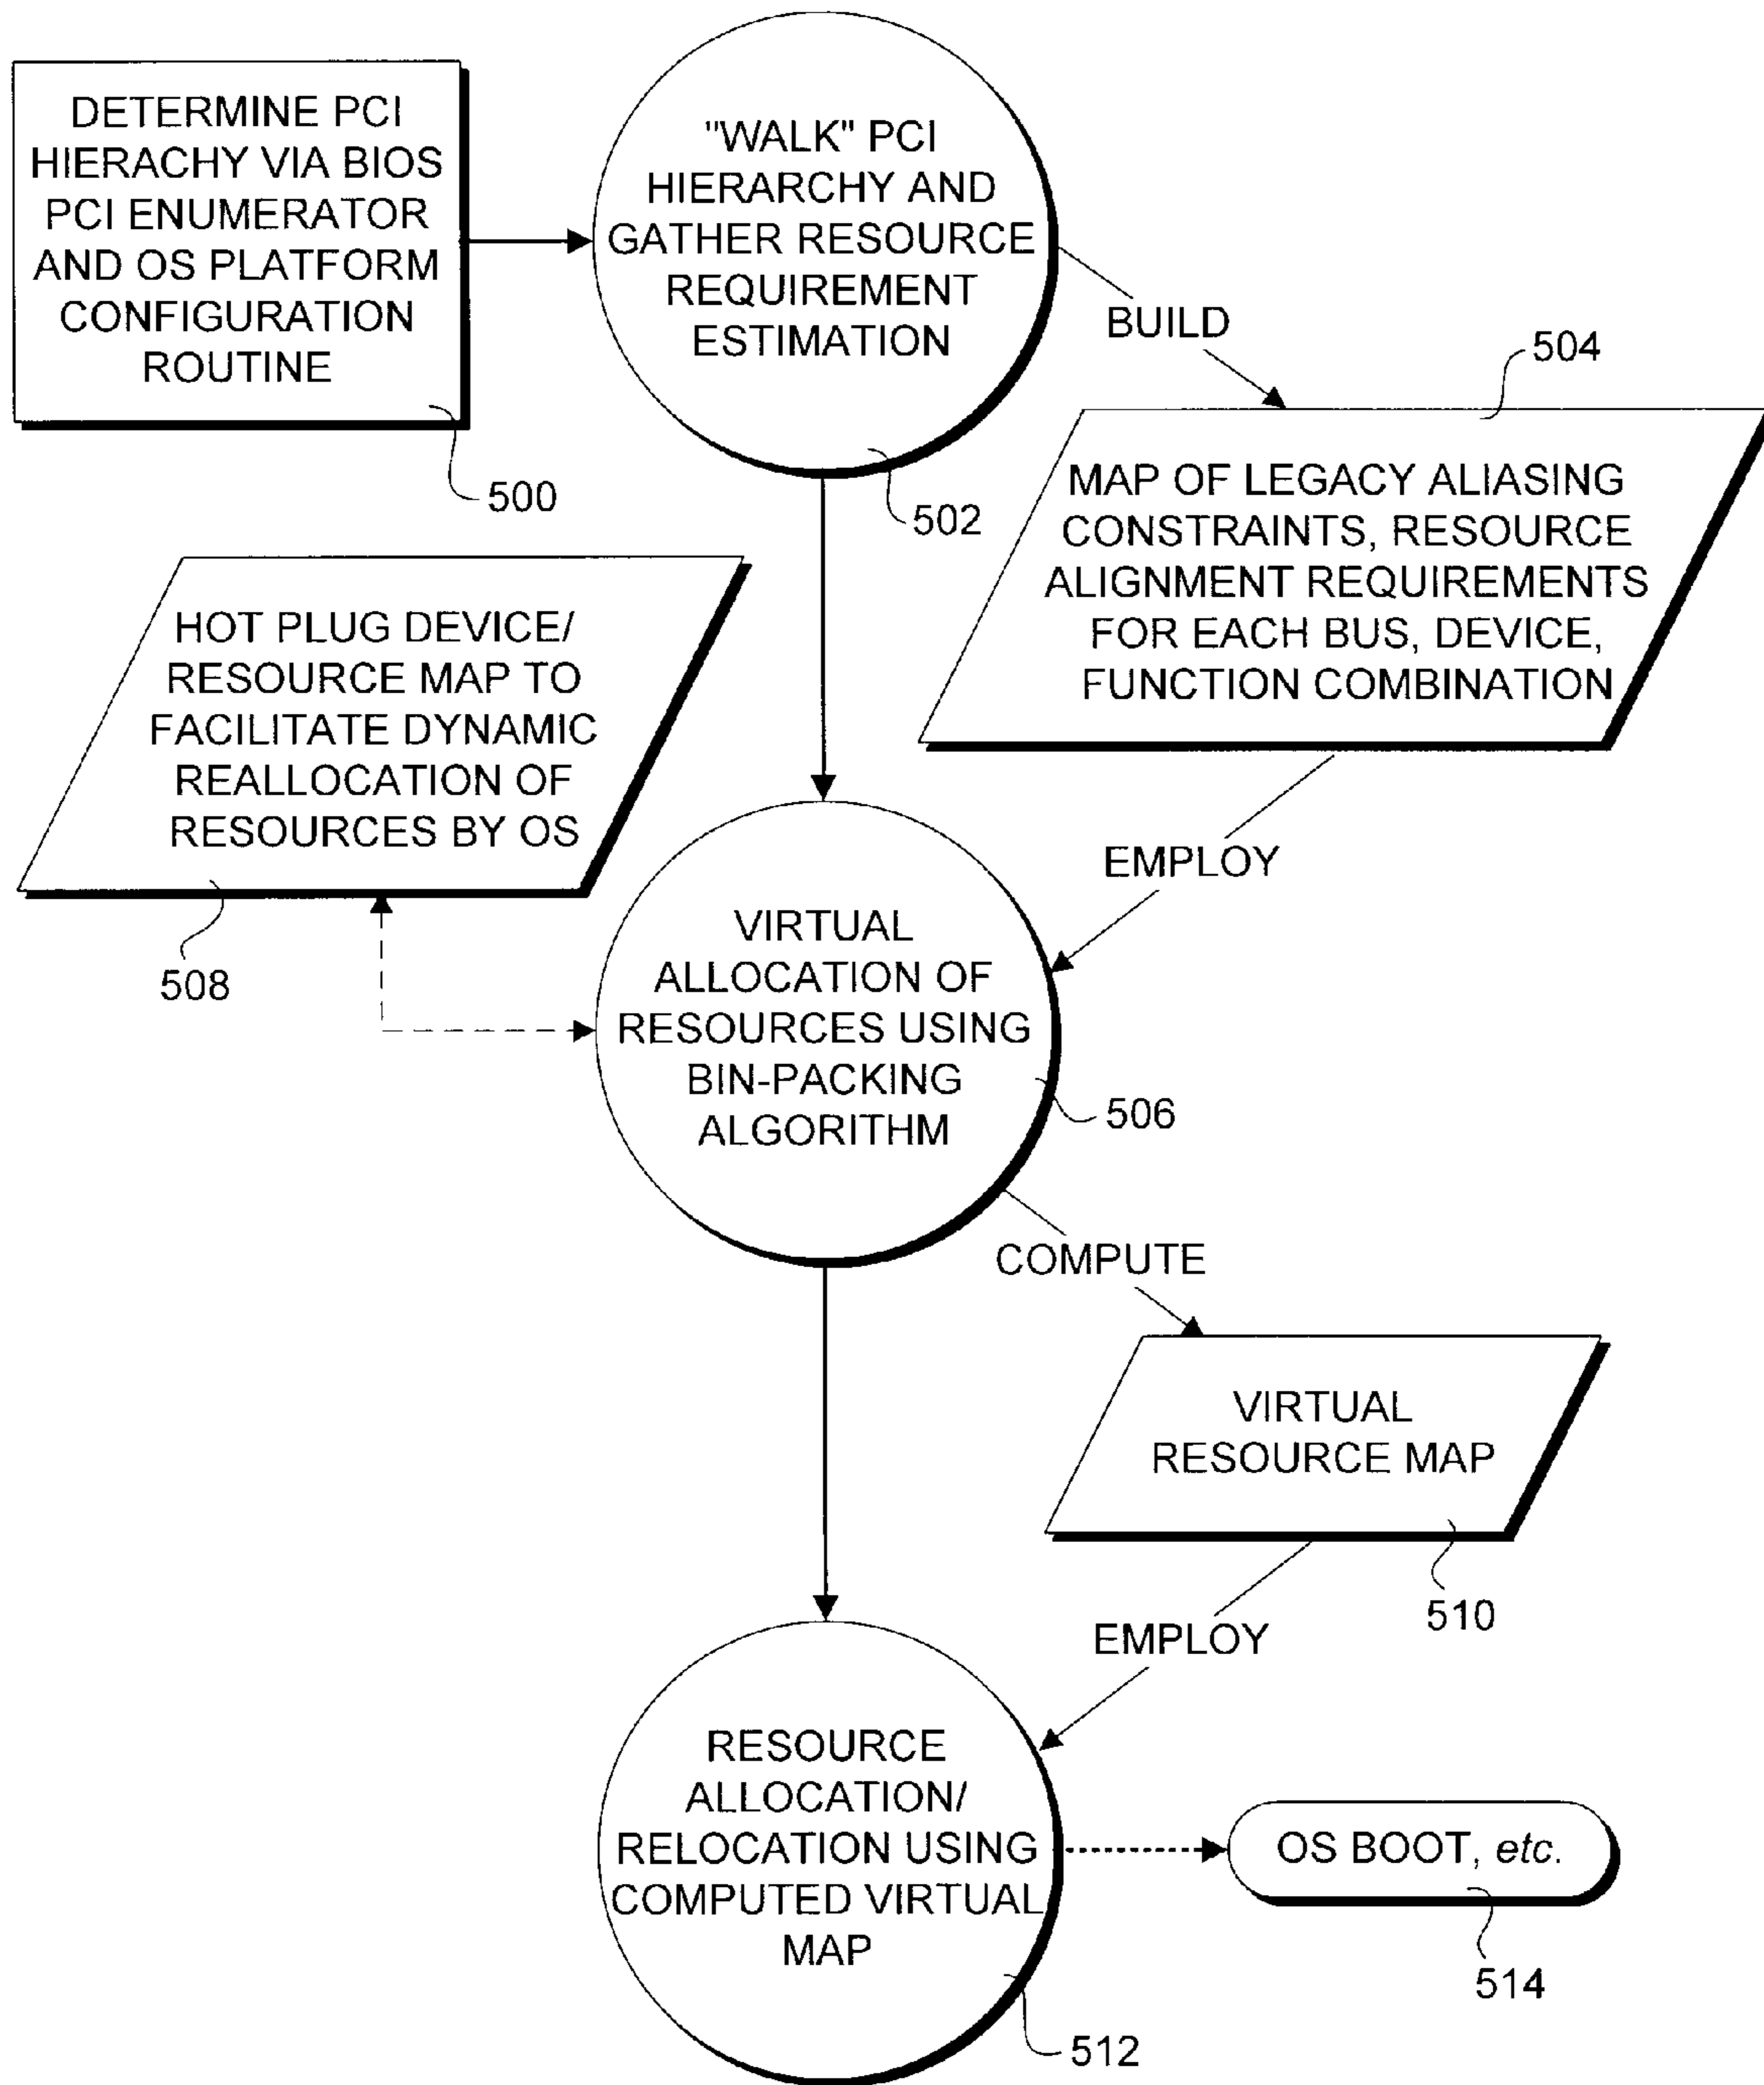 DETERMINE PCI
HIERACHY VIA BIOS
PCI ENUMERATOR
AND OS PLATFORM
CONFIGURATION
ROUTINE
500
"WALK" PCI
HIERARCHY AND
GATHER RESOURCE
REQUIREMENT
ESTIMATION
502
BUILD
504
MAP OF LEGACY ALIASING
CONSTRAINTS, RESOURCE
ALIGNMENT REQUIREMENTS
FOR EACH BUS, DEVICE,
FUNCTION COMBINATION
HOT PLUG DEVICE/
RESOURCE MAP TO
FACILITATE DYNAMIC
REALLOCATION OF
RESOURCES BY OS
508
EMPLOY
VIRTUAL
ALLOCATION OF
RESOURCES USING
BIN-PACKING
ALGORITHM
506
COMPUTE
VIRTUAL
RESOURCE MAP
510
EMPLOY
RESOURCE
ALLOCATION/
RELOCATION USING
COMPUTED VIRTUAL
MAP
512
OS BOOT, etc.
514